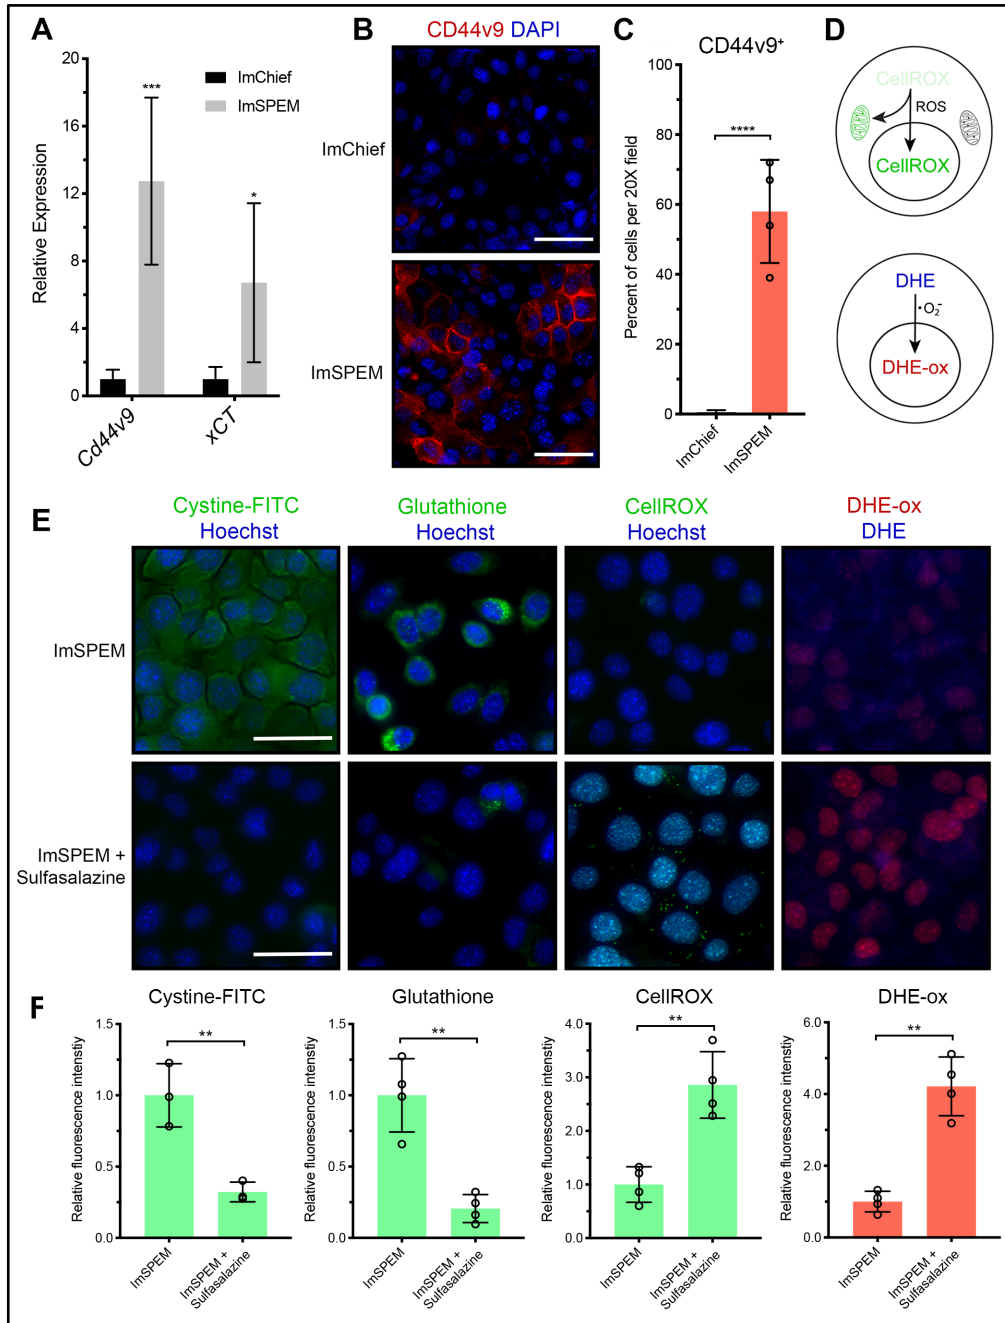 A
20
16
12
8
4
0
Relative Expression
ImChief
ImSPEM
***
*
Cd44v9
xCT
B
CD44v9 DAPI
ImChief
ImSPEM
C
CD44v9+
100
80
60
40
20
0
Percent of cells per 20X field
****
ImChief
ImSPEM
D
CellROX
ROS
CellROX
DHE
·O2-
DHE-ox
E
Cystine-FITC
Hoechst
Glutathione
Hoechst
CellROX
Hoechst
DHE-ox
DHE
ImSPEM
ImSPEM +
Sulfasalazine
F
Cystine-FITC
1.5
1.0
0.5
0.0
Relative fluorescence intenstiy
**
ImSPEM
ImSPEM +
Sulfasalazine
Glutathione
1.5
1.0
0.5
0.0
Relative fluorescence intenstiy
**
ImSPEM
ImSPEM +
Sulfasalazine
CellROX
4.0
3.0
2.0
1.0
0.0
Relative fluorescence intenstiy
**
ImSPEM
ImSPEM +
Sulfasalazine
DHE-ox
6.0
4.0
2.0
0.0
Relative fluorescence intenstiy
**
ImSPEM
ImSPEM +
Sulfasalazine